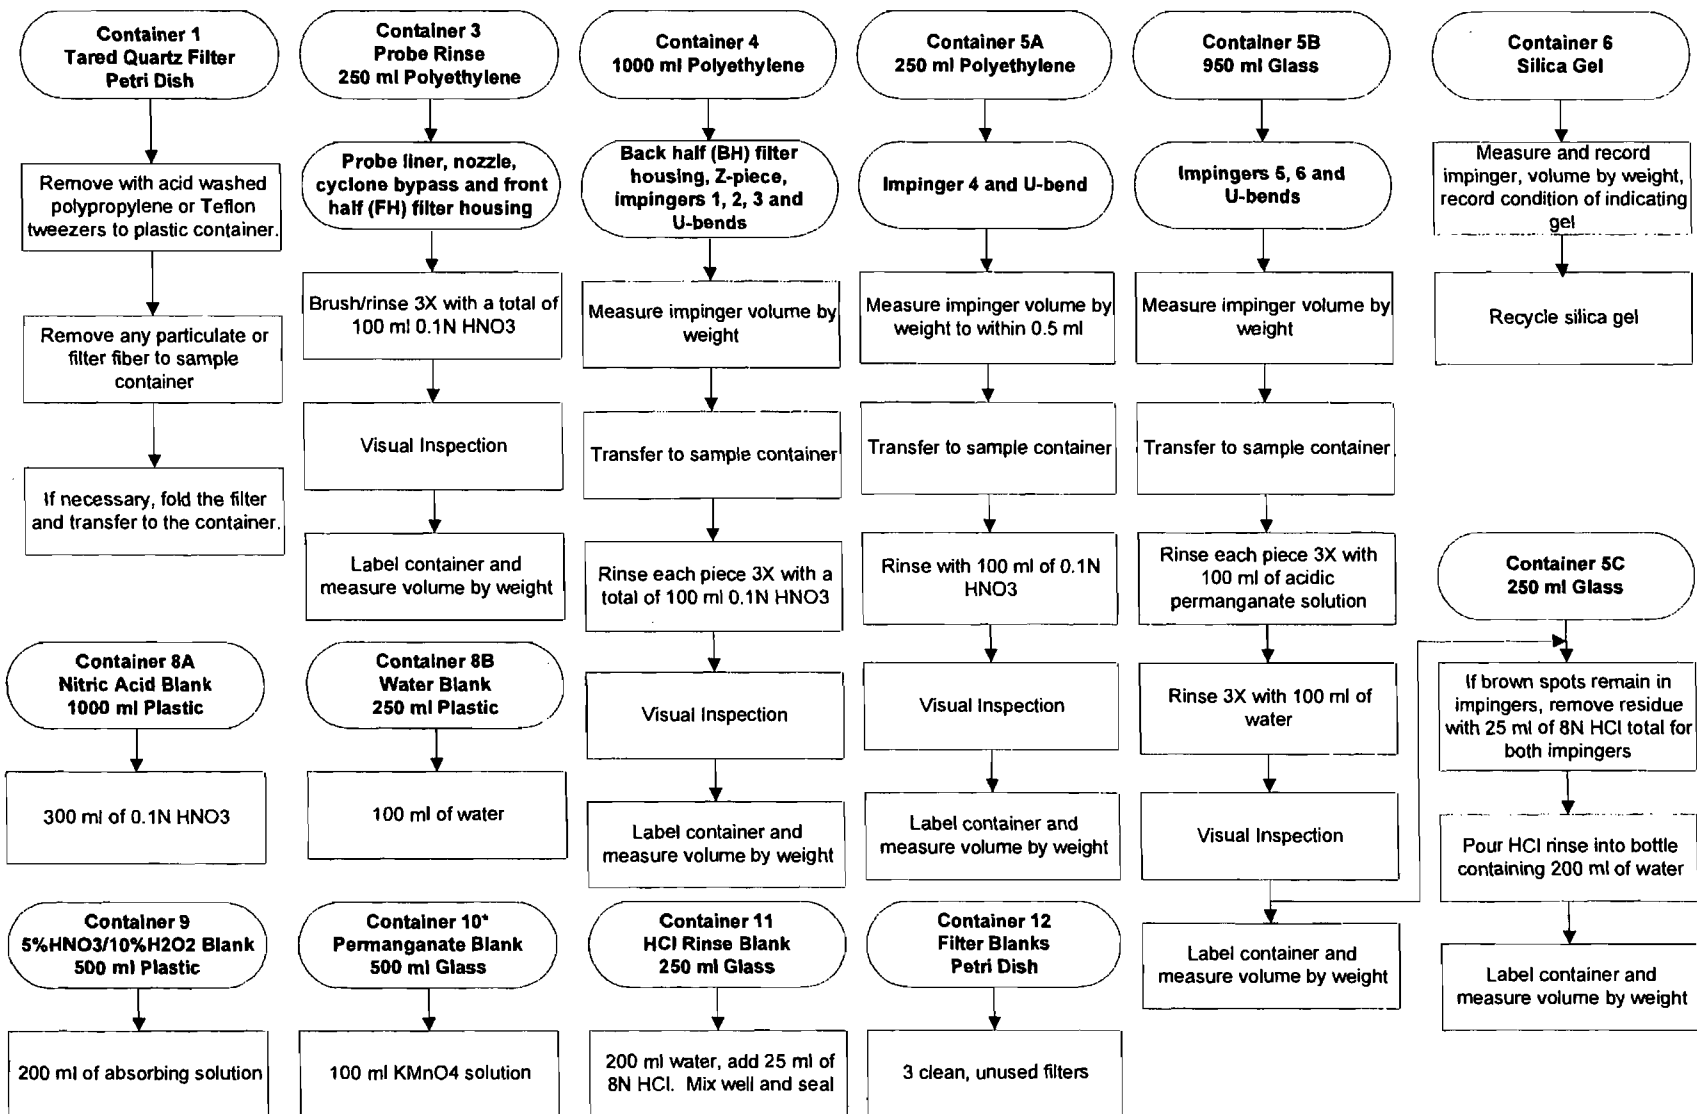 Container 1
Tared Quartz Filter
Petri Dish
Remove with acid washed
polypropylene or Teflon
tweezers to plastic container.
Remove any particulate or
filter fiber to sample
container
If necessary, fold the filter
and transfer to the container.
Container 3
Probe Rinse
250 ml Polyethylene
Probe liner, nozzle,
cyclone bypass and front
half (FH) filter housing
Brush/rinse 3X with a total of
100 ml 0.1N HNO3
Visual Inspection
Label container and
measure volume by weight
Container 4
1000 ml Polyethylene
Back half (BH) filter
housing, Z-piece,
impingers 1, 2, 3 and
U-bends
Measure impinger volume by
weight
Transfer to sample container
Rinse each piece 3X with a
total of 100 ml 0.1N HNO3
Visual Inspection
Label container and
measure volume by weight
Container 5A
250 ml Polyethylene
Impinger 4 and U-bend
Measure impinger volume by
weight to within 0.5 ml
Transfer to sample container
Rinse with 100 ml of 0.1N
HNO3
Visual Inspection
Label container and
measure volume by weight
Container 5B
950 ml Glass
Impingers 5, 6 and
U-bends
Measure impinger volume by
weight
Transfer to sample container
Rinse each piece 3X with
100 ml of acidic
permanganate solution
Rinse 3X with 100 ml of
water
Visual Inspection
Label container and
measure volume by weight
Container 6
Silica Gel
Measure and record
impinger, volume by weight,
record condition of indicating
gel
Recycle silica gel
Container 5C
250 ml Glass
If brown spots remain in
impingers, remove residue
with 25 ml of 8N HCl total for
both impingers
Pour HCl rinse into bottle
containing 200 ml of water
Label container and
measure volume by weight
Container 8A
Nitric Acid Blank
1000 ml Plastic
300 ml of 0.1N HNO3
Container 8B
Water Blank
250 ml Plastic
100 ml of water
Container 9
5%HNO3/10%H2O2 Blank
500 ml Plastic
200 ml of absorbing solution
Container 10*
Permanganate Blank
500 ml Glass
100 ml KMnO4 solution
Container 11
HCl Rinse Blank
250 ml Glass
200 ml water, add 25 ml of
8N HCl. Mix well and seal
Container 12
Filter Blanks
Petri Dish
3 clean, unused filters